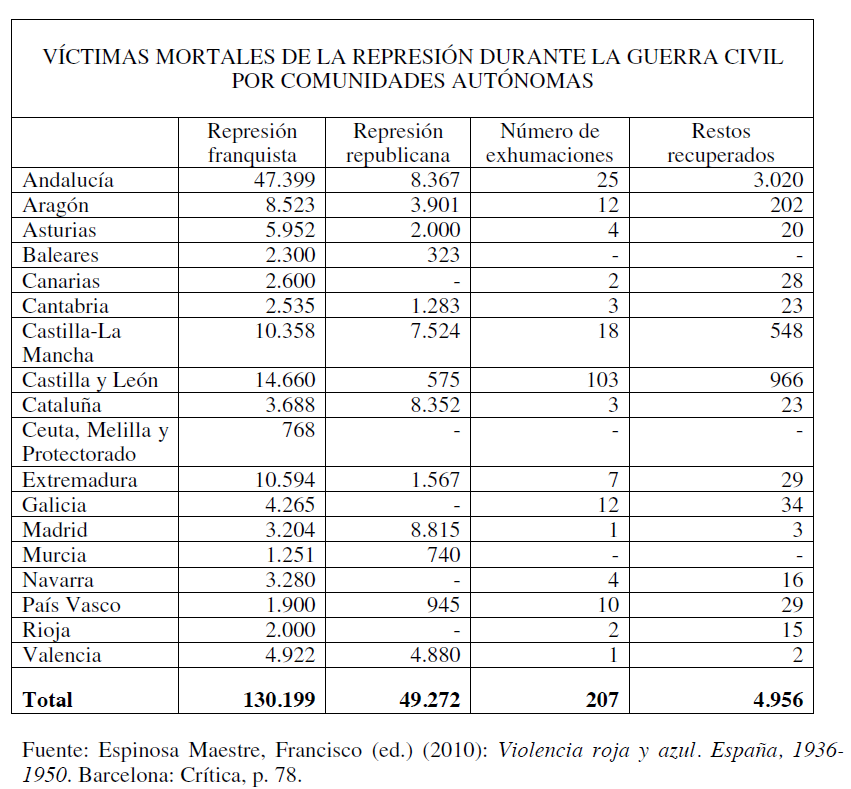 VÍCTIMAS MORTALES DE LA REPRESIÓN DURANTE LA GUERRA CIVIL
POR COMUNIDADES AUTÓNOMAS
Represión franquista Represión republicana Número de exhumaciones Restos recuperados
Andalucía 47.399 8.367 25 3.020
Aragón 8.523 3.901 12 202
Asturias 5.952 2.000 4 20
Baleares 2.300 323 - -
Canarias 2.600 - 2 28
Cantabria 2.535 1.283 3 23
Castilla-La Mancha 10.358 7.524 18 548
Castilla y León 14.660 575 103 966
Cataluña 3.688 8.352 3 23
Ceuta, Melilla y Protectorado 768 - - -
Extremadura 10.594 1.567 7 29
Galicia 4.265 - 12 34
Madrid 3.204 8.815 1 3
Murcia 1.251 740 - -
Navarra 3.280 - 4 16
País Vasco 1.900 945 10 29
Rioja 2.000 - 2 15
Valencia 4.922 4.880 1 2
Total 130.199 49.272 207 4.956
Fuente: Espinosa Maestre, Francisco (ed.) (2010): Violencia roja y azul. España, 1936-
1950. Barcelona: Crítica, p. 78.